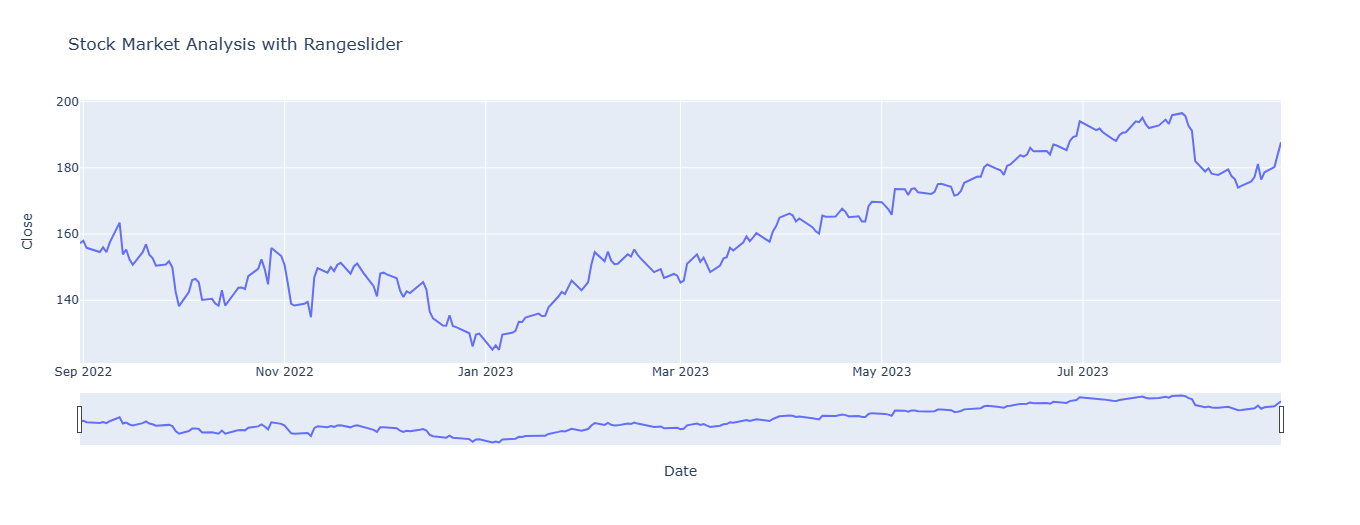 Stock Market Analysis with Rangeslider
200
180
160
140
Close
Sep 2022 Nov 2022 Jan 2023 Mar 2023 May 2023 Jul 2023
Date